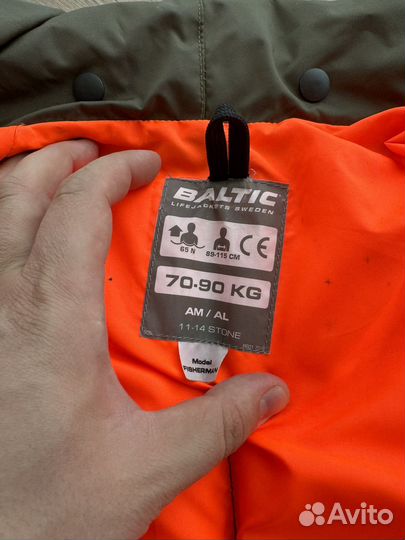 BALTIC
LIFEJACKETS SWEDEN
65 N
89-115 CM
CE
70-90 KG
AM / AL
11-14 STONE
Model
FISHERMAN
Avito